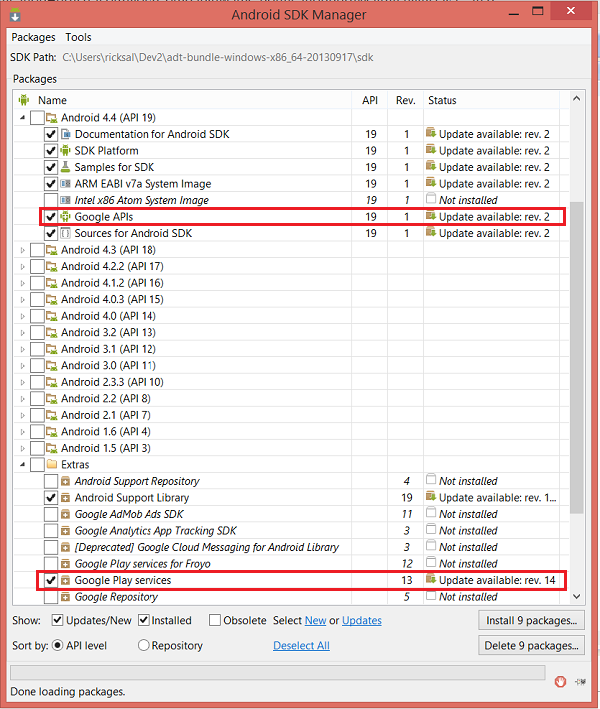 Android SDK Manager
Packages Tools
SDK Path: C:\Users\ricksal\Dev2\adt-bundle-windows-x86_64-20130917\sdk
Packages
Name API Rev. Status
Android 4.4 (API 19)
Documentation for Android SDK 19 1 Update available: rev. 2
SDK Platform 19 1 Update available: rev. 2
Samples for SDK 19 1 Update available: rev. 2
ARM EABI v7a System Image 19 1 Update available: rev. 2
Intel x86 Atom System Image 19 1 Not installed
Google APIs 19 1 Update available: rev. 2
Sources for Android SDK 19 1 Update available: rev. 2
Android 4.3 (API 18)
Android 4.2.2 (API 17)
Android 4.1.2 (API 16)
Android 4.0.3 (API 15)
Android 4.0 (API 14)
Android 3.2 (API 13)
Android 3.1 (API 12)
Android 3.0 (API 11)
Android 2.3.3 (API 10)
Android 2.2 (API 8)
Android 2.1 (API 7)
Android 1.6 (API 4)
Android 1.5 (API 3)
Extras
Android Support Repository 4 Not installed
Android Support Library 19 Update available: rev. 1...
Google AdMob Ads SDK 11 Not installed
Google Analytics App Tracking SDK 3 Not installed
[Deprecated] Google Cloud Messaging for Android Library 3 Not installed
Google Play services for Froyo 12 Not installed
Google Play services 13 Update available: rev. 14
Google Repository 5 Not installed
Show: Updates/New Installed Obsolete Select New or Updates Install 9 packages...
Sort by: API level Repository Deselect All Delete 9 packages...
Done loading packages.